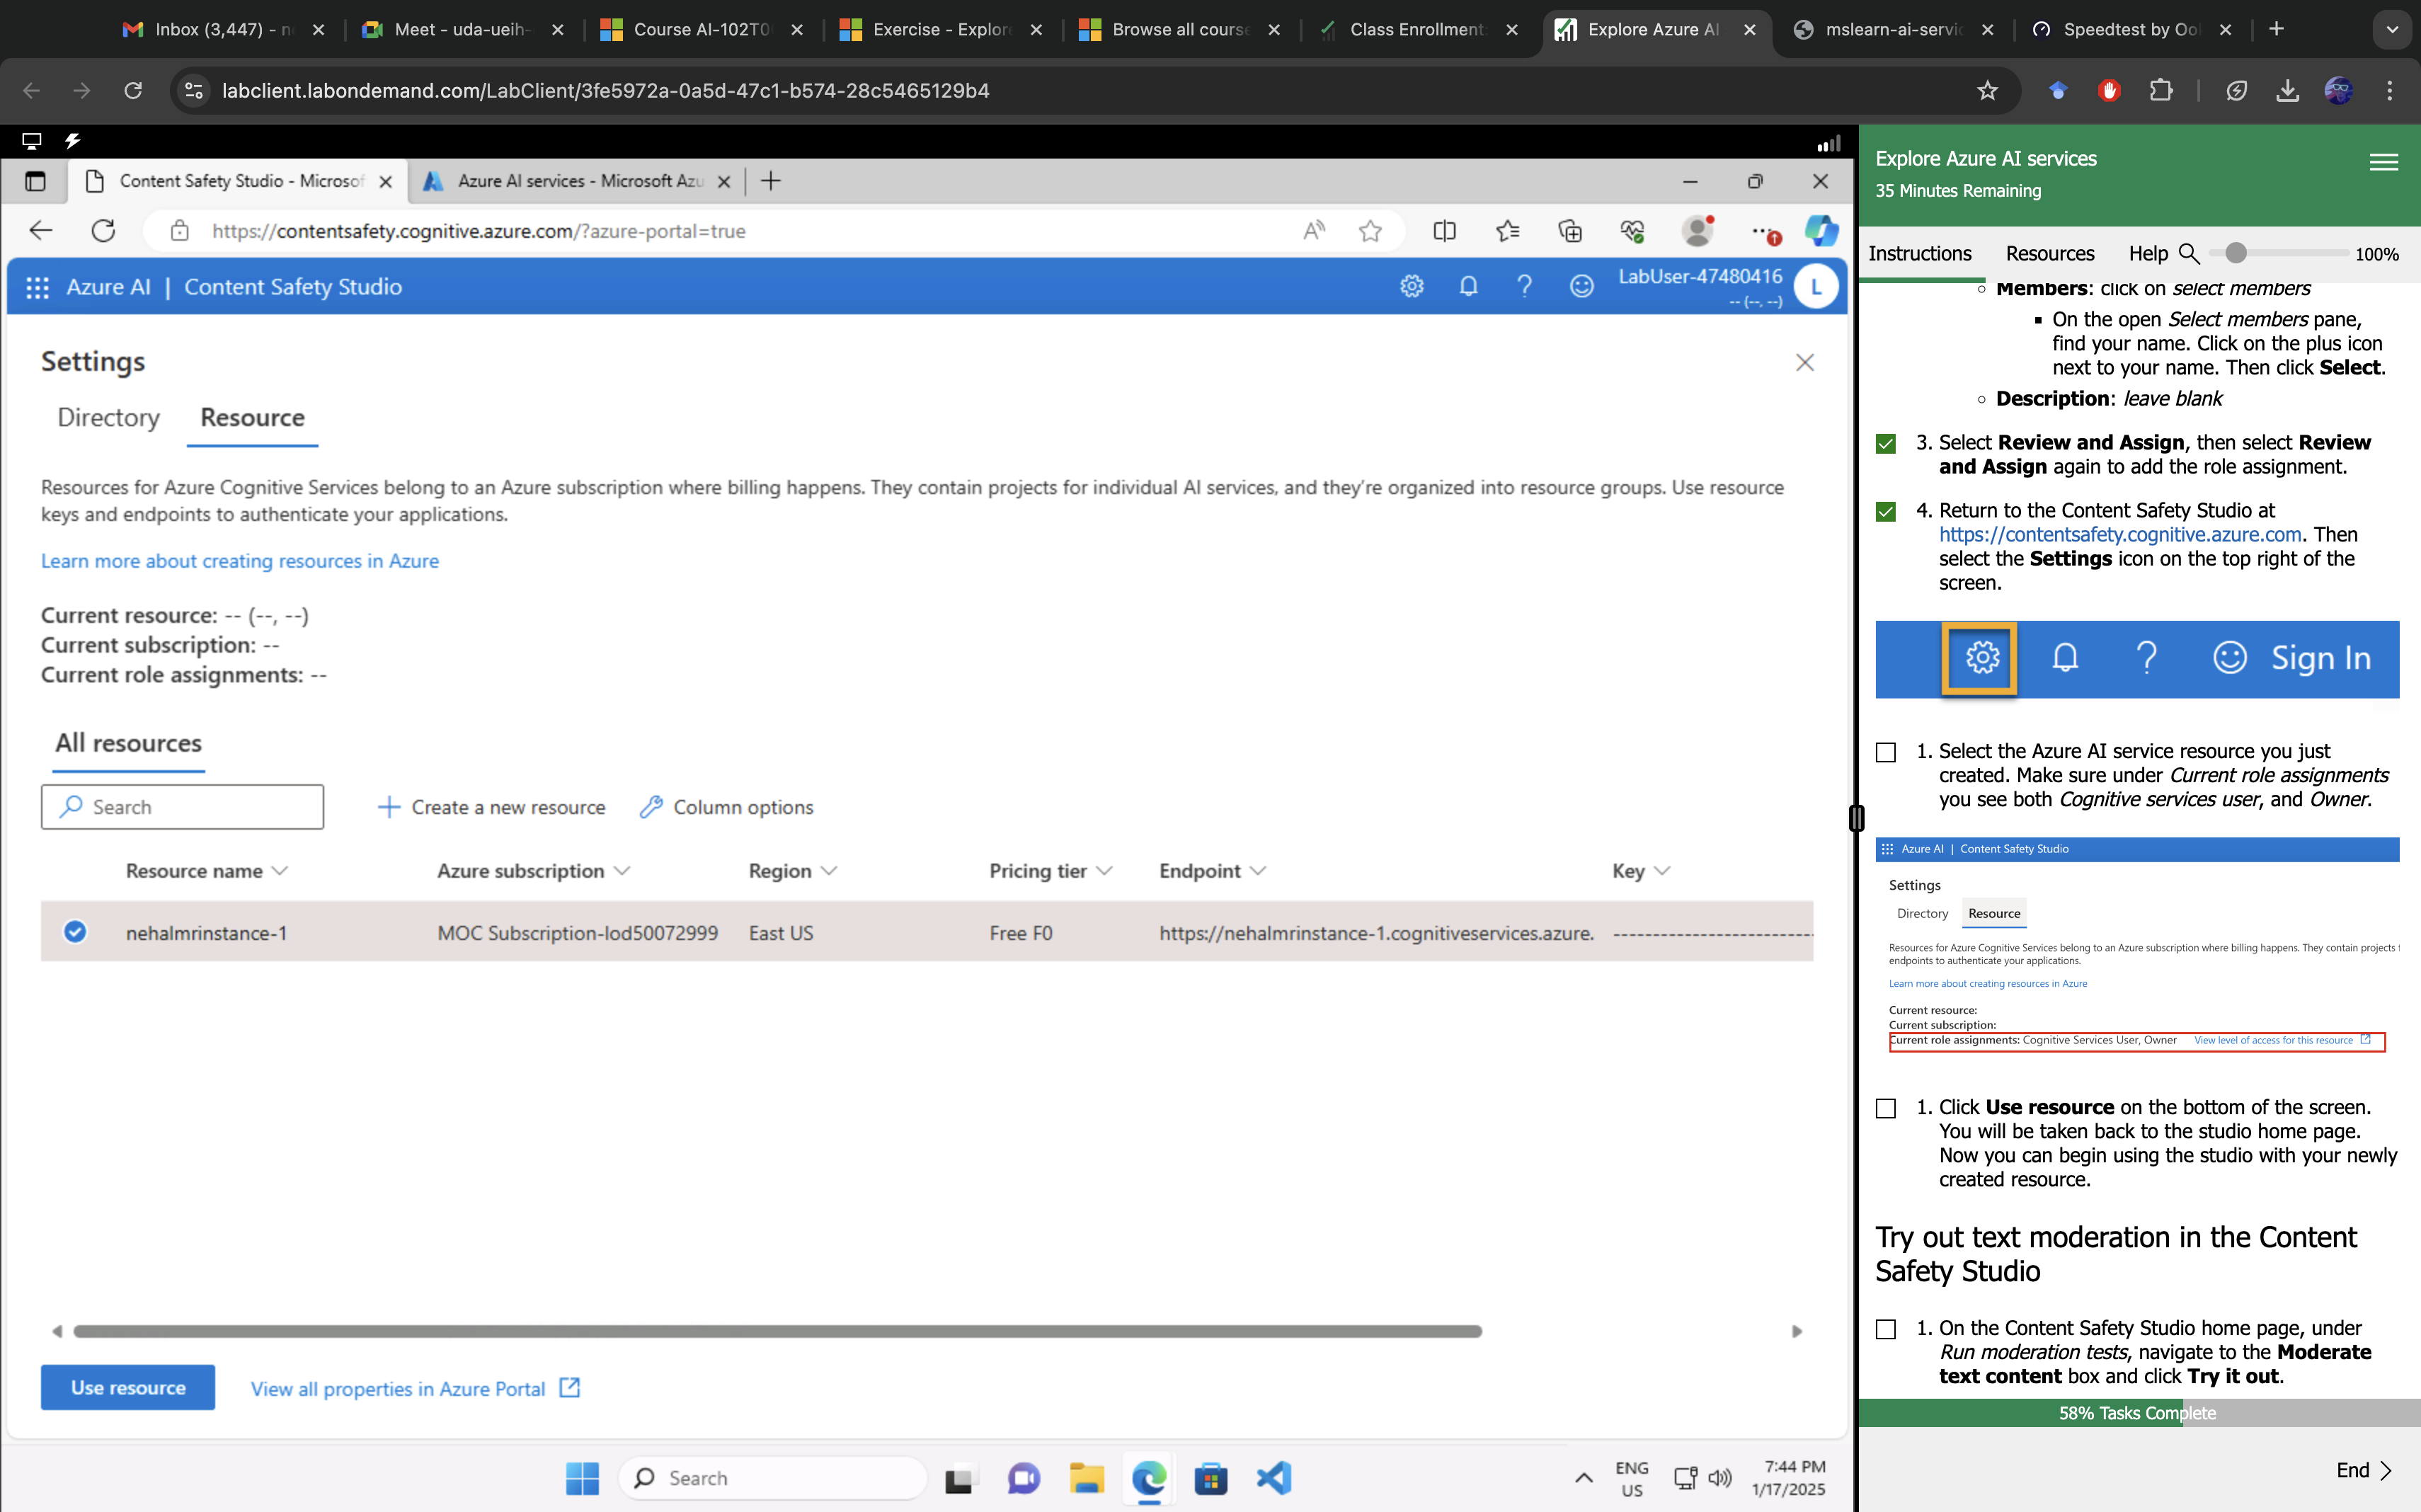 Inbox (3,447) - n
Meet - uda-ueih-
Course AI-102T0
Exercise - Explore
Browse all course
Class Enrollment
Explore Azure AI
mslearn-ai-servic
Speedtest by Ool
labclient.labondemand.com/LabClient/3fe5972a-0a5d-47c1-b574-28c5465129b4
Content Safety Studio - Microsof
Azure AI services - Microsoft Azu
https://contentsafety.cognitive.azure.com/?azure-portal=true
Azure AI | Content Safety Studio
LabUser-47480416
-- (--, --)
L
Settings
Directory
Resource
Resources for Azure Cognitive Services belong to an Azure subscription where billing happens. They contain projects for individual AI services, and they're organized into resource groups. Use resource
keys and endpoints to authenticate your applications.
Learn more about creating resources in Azure
Current resource: -- (--, --)
Current subscription: --
Current role assignments: --
All resources
Search
Create a new resource
Column options
Resource name
Azure subscription
Region
Pricing tier
Endpoint
Key
nehalmrinstance-1
MOC Subscription-lod50072999
East US
Free F0
https://nehalmrinstance-1.cognitiveservices.azure.
-------------------------
Use resource
View all properties in Azure Portal
Search
ENG
US
7:44 PM
1/17/2025
Explore Azure AI services
35 Minutes Remaining
Instructions
Resources
Help
100%
Members: click on select members
On the open Select members pane,
find your name. Click on the plus icon
next to your name. Then click Select.
Description: leave blank
3. Select Review and Assign, then select Review
and Assign again to add the role assignment.
4. Return to the Content Safety Studio at
https://contentsafety.cognitive.azure.com. Then
select the Settings icon on the top right of the
screen.
Sign In
1. Select the Azure AI service resource you just
created. Make sure under Current role assignments
you see both Cognitive services user, and Owner.
Azure AI | Content Safety Studio
Settings
Directory
Resource
Resources for Azure Cognitive Services belong to an Azure subscription where billing happens. They contain projects
endpoints to authenticate your applications.
Learn more about creating resources in Azure
Current resource:
Current subscription:
Current role assignments: Cognitive Services User, Owner View level of access for this resource
1. Click Use resource on the bottom of the screen.
You will be taken back to the studio home page.
Now you can begin using the studio with your newly
created resource.
Try out text moderation in the Content
Safety Studio
1. On the Content Safety Studio home page, under
Run moderation tests, navigate to the Moderate
text content box and click Try it out.
58% Tasks Complete
End